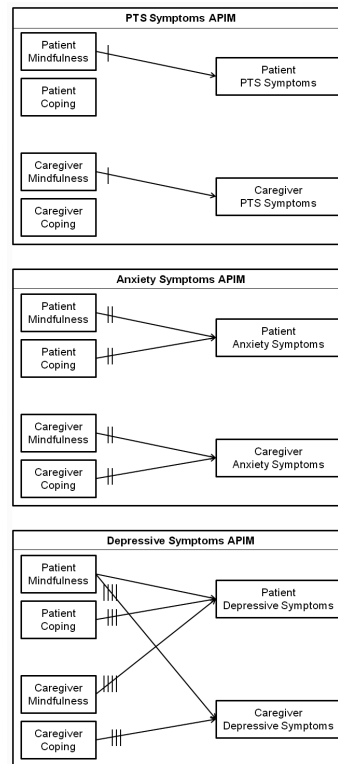 PTS Symptoms APIM
Patient
Mindfulness
Patient
PTS Symptoms
Patient
Coping
Caregiver
Mindfulness
Caregiver
PTS Symptoms
Caregiver
Coping
Anxiety Symptoms APIM
Patient
Mindfulness
Patient
Anxiety Symptoms
Patient
Coping
Caregiver
Mindfulness
Caregiver
Anxiety Symptoms
Caregiver
Coping
Depressive Symptoms APIM
Patient
Mindfulness
Patient
Depressive Symptoms
Patient
Coping
Caregiver
Mindfulness
Caregiver
Depressive Symptoms
Caregiver
Coping